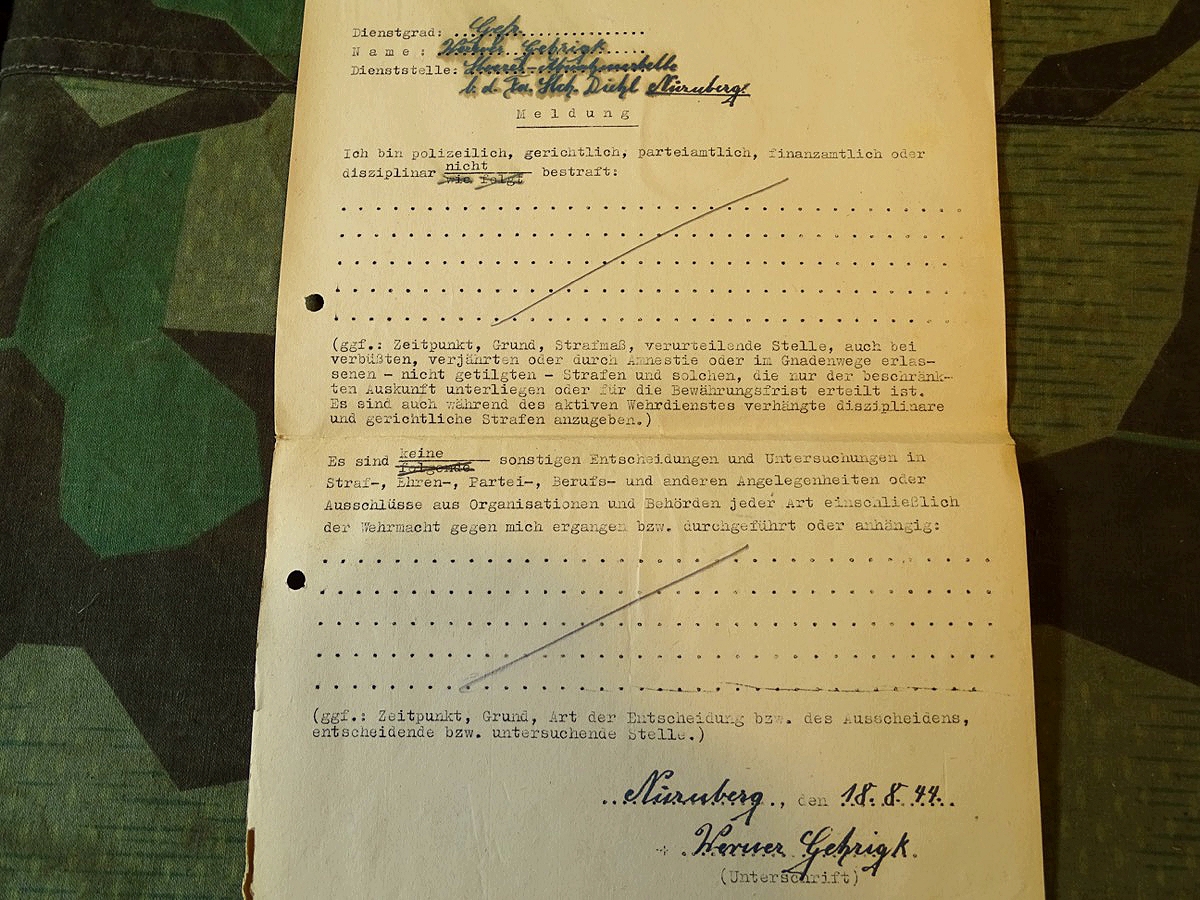 Dienstgrad: Gefr.
Name: Werner Gehrigk
Dienststelle: Heeres-Abnahmestelle
b. d. Fa. Hch. Diehl Nürnberg.
Meldung
Ich bin polizeilich, gerichtlich, parteiamtlich, finanzamtlich oder
nicht
disziplinar wie folgt bestraft:
(ggf.: Zeitpunkt, Grund, Strafmaß, verurteilende Stelle, auch bei
verbüßten, verjährten oder durch Amnestie oder im Gnadenwege erlas-
senen - nicht getilgten - Strafen und solchen, die nur der beschränk-
ten Auskunft unterliegen oder für die Bewährungsfrist erteilt ist.
Es sind auch während des aktiven Wehrdienstes verhängte disziplinare
und gerichtliche Strafen anzugeben.)
keine
Es sind folgende sonstigen Entscheidungen und Untersuchungen in
Straf-, Ehren-, Partei-, Berufs- und anderen Angelegenheiten oder
Ausschlüsse aus Organisationen und Behörden jeder Art einschließlich
der Wehrmacht gegen mich ergangen bzw. durchgeführt oder anhängig:
(ggf.: Zeitpunkt, Grund, Art der Entscheidung bzw. des Ausscheidens,
entscheidende bzw. untersuchende Stelle.)
Nürnberg, den 18. 8. 44.
Werner Gehrigk.
(Unterschrift)